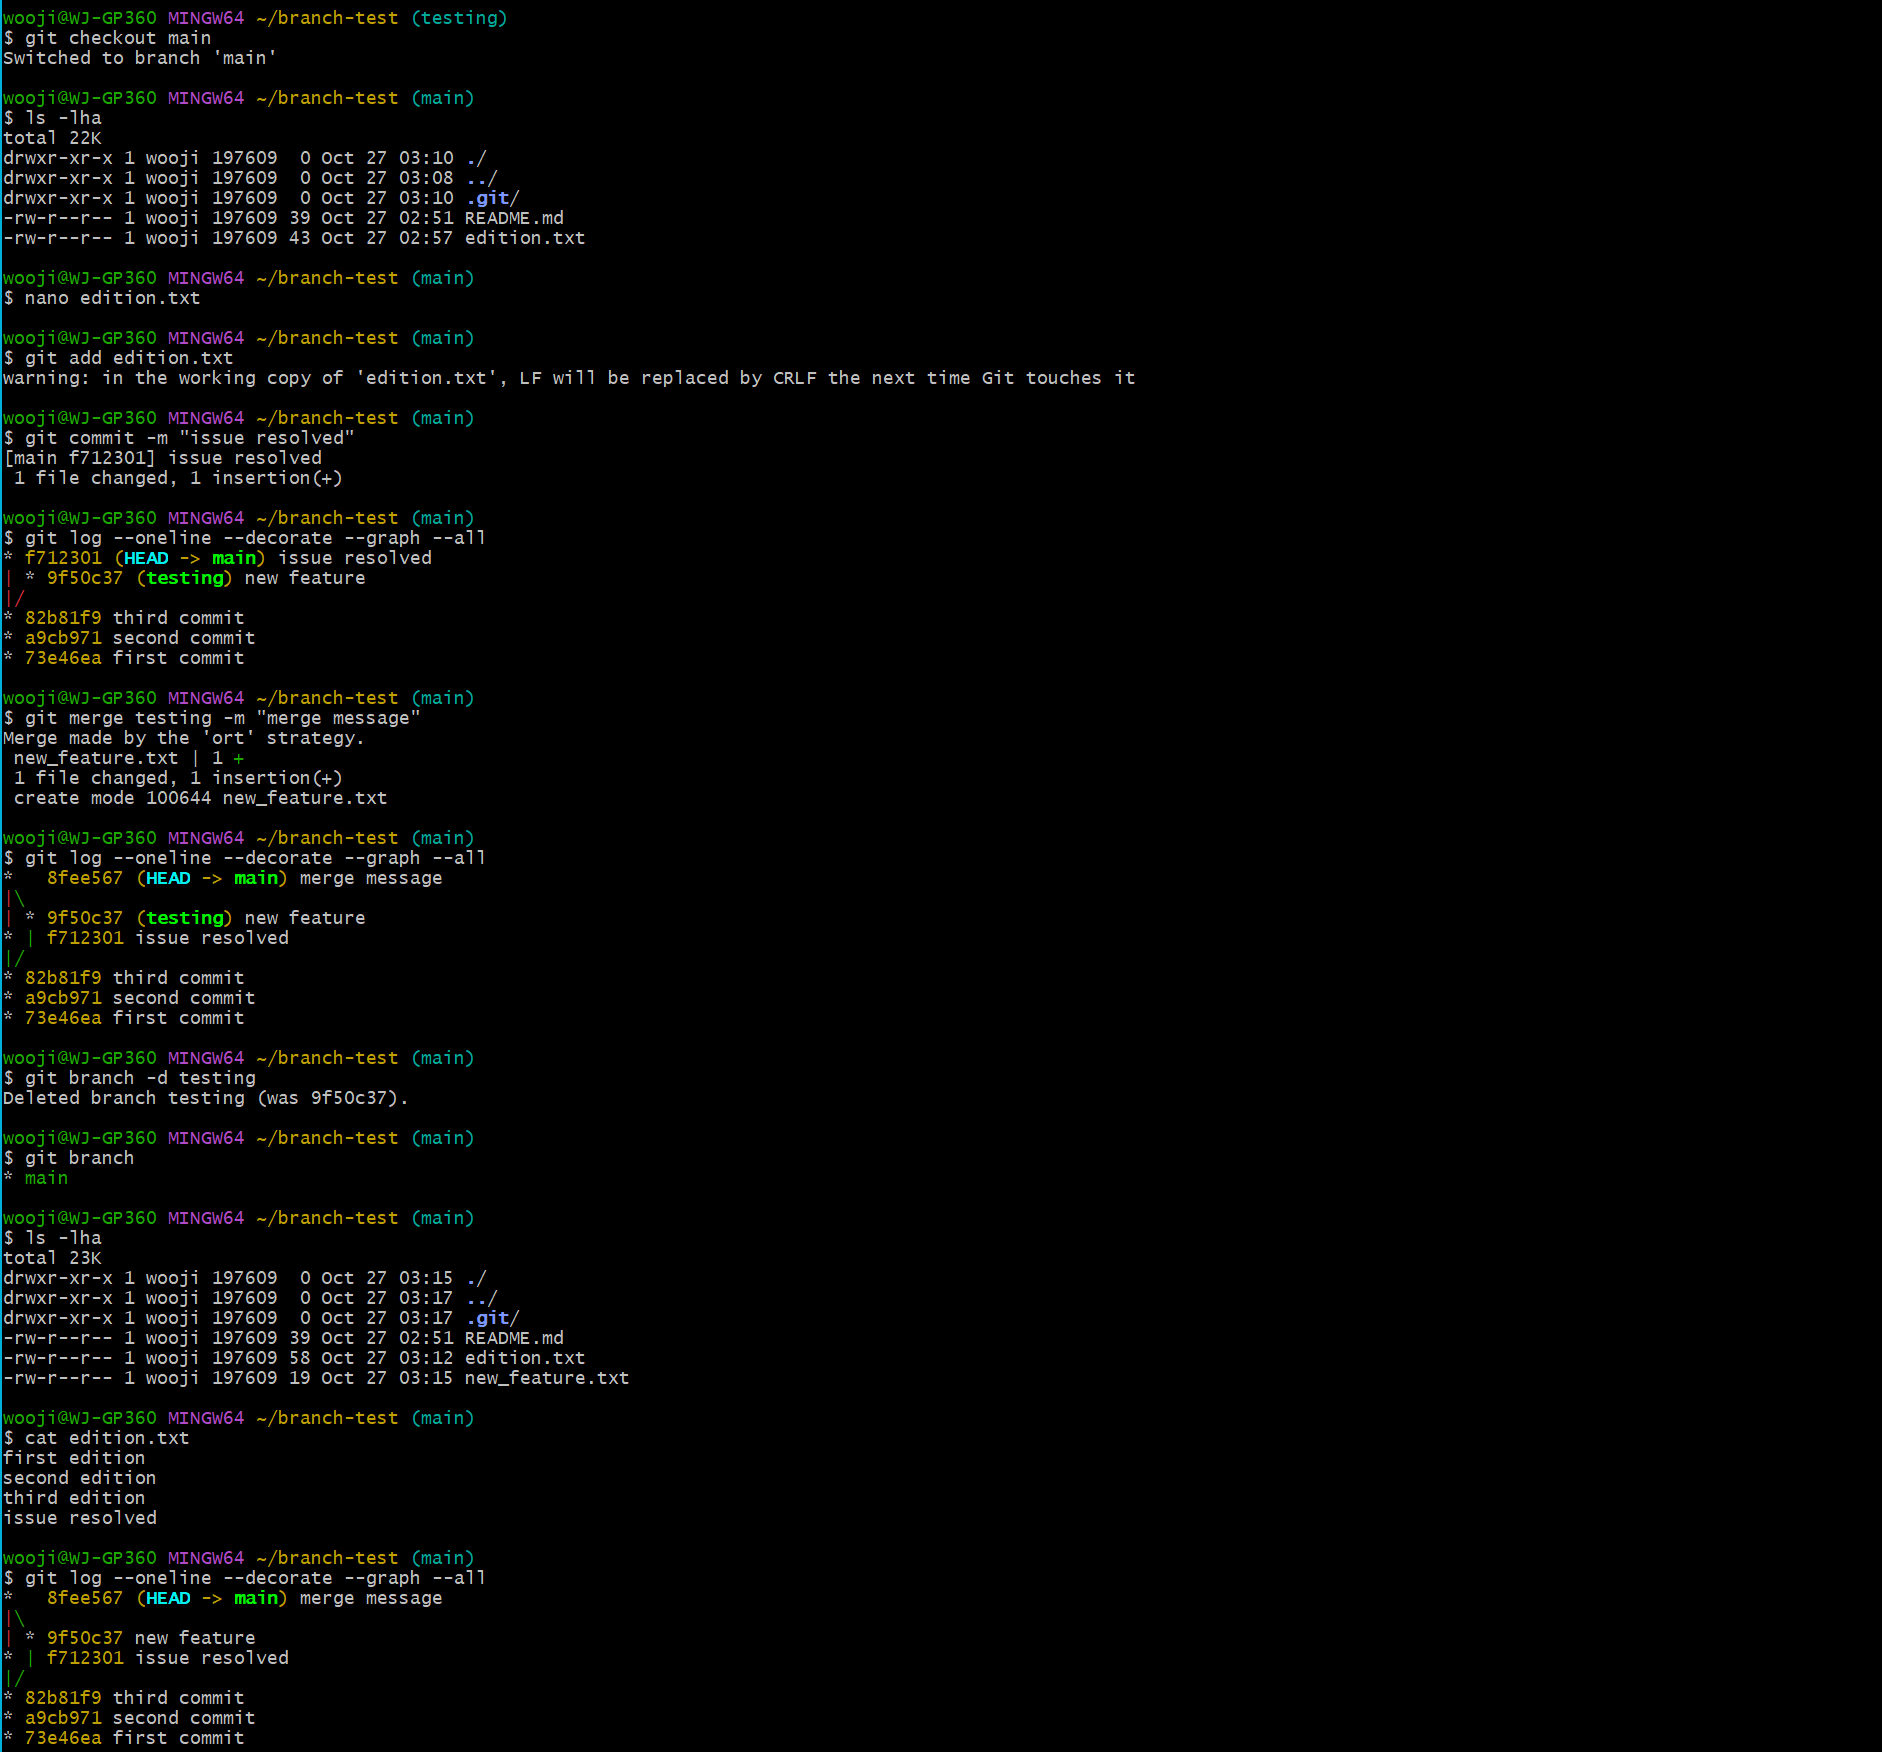 wooji@WJ-GP360 MINGW64 ~/branch-test (testing)
$ git checkout main
Switched to branch 'main'

wooji@WJ-GP360 MINGW64 ~/branch-test (main)
$ ls -lha
total 22K
drwxr-xr-x 1 wooji 197609  0 Oct 27 03:10 ./
drwxr-xr-x 1 wooji 197609  0 Oct 27 03:08 ../
drwxr-xr-x 1 wooji 197609  0 Oct 27 03:10 .git/
-rw-r--r-- 1 wooji 197609 39 Oct 27 02:51 README.md
-rw-r--r-- 1 wooji 197609 43 Oct 27 02:57 edition.txt

wooji@WJ-GP360 MINGW64 ~/branch-test (main)
$ nano edition.txt

wooji@WJ-GP360 MINGW64 ~/branch-test (main)
$ git add edition.txt
warning: in the working copy of 'edition.txt', LF will be replaced by CRLF the next time Git touches it

wooji@WJ-GP360 MINGW64 ~/branch-test (main)
$ git commit -m "issue resolved"
[main f712301] issue resolved
 1 file changed, 1 insertion(+)

wooji@WJ-GP360 MINGW64 ~/branch-test (main)
$ git log --oneline --decorate --graph --all
* f712301 (HEAD -> main) issue resolved
| * 9f50c37 (testing) new feature
|/
* 82b81f9 third commit
* a9cb971 second commit
* 73e46ea first commit

wooji@WJ-GP360 MINGW64 ~/branch-test (main)
$ git merge testing -m "merge message"
Merge made by the 'ort' strategy.
 new_feature.txt | 1 +
 1 file changed, 1 insertion(+)
 create mode 100644 new_feature.txt

wooji@WJ-GP360 MINGW64 ~/branch-test (main)
$ git log --oneline --decorate --graph --all
*   8fee567 (HEAD -> main) merge message
|\
| * 9f50c37 (testing) new feature
* | f712301 issue resolved
|/
* 82b81f9 third commit
* a9cb971 second commit
* 73e46ea first commit

wooji@WJ-GP360 MINGW64 ~/branch-test (main)
$ git branch -d testing
Deleted branch testing (was 9f50c37).

wooji@WJ-GP360 MINGW64 ~/branch-test (main)
$ git branch
* main

wooji@WJ-GP360 MINGW64 ~/branch-test (main)
$ ls -lha
total 23K
drwxr-xr-x 1 wooji 197609  0 Oct 27 03:15 ./
drwxr-xr-x 1 wooji 197609  0 Oct 27 03:17 ../
drwxr-xr-x 1 wooji 197609  0 Oct 27 03:17 .git/
-rw-r--r-- 1 wooji 197609 39 Oct 27 02:51 README.md
-rw-r--r-- 1 wooji 197609 58 Oct 27 03:12 edition.txt
-rw-r--r-- 1 wooji 197609 19 Oct 27 03:15 new_feature.txt

wooji@WJ-GP360 MINGW64 ~/branch-test (main)
$ cat edition.txt
first edition
second edition
third edition
issue resolved

wooji@WJ-GP360 MINGW64 ~/branch-test (main)
$ git log --oneline --decorate --graph --all
*   8fee567 (HEAD -> main) merge message
|\
| * 9f50c37 new feature
* | f712301 issue resolved
|/
* 82b81f9 third commit
* a9cb971 second commit
* 73e46ea first commit